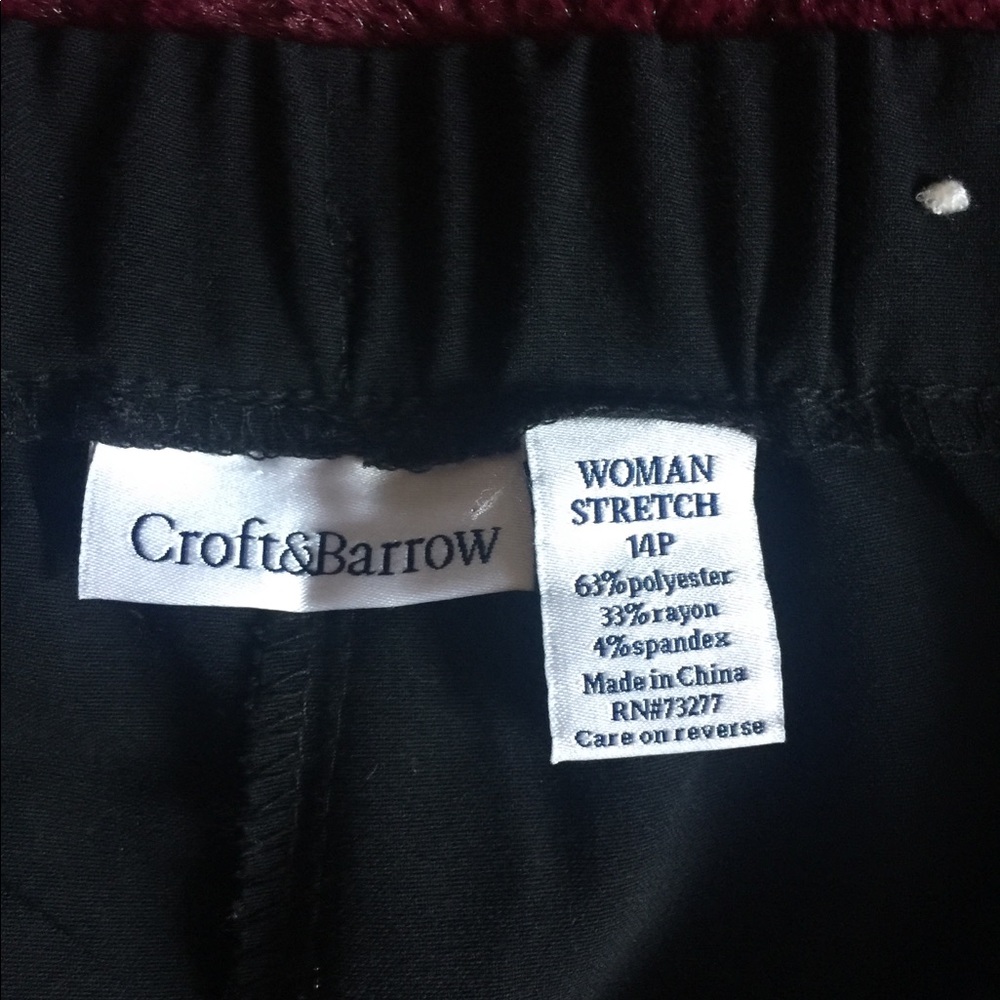 Croft&Barrow
WOMAN
STRETCH
14P
63%polyester
33%rayon
4%spandex
Made in China
RN#73277
Care on reverse